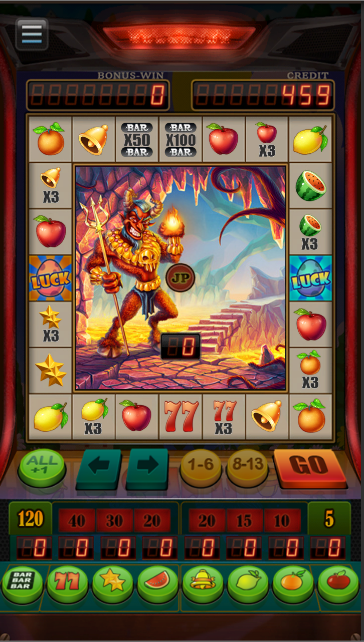 BONUS-WIN CREDIT
0 459
BAR BAR
X50 X100 X3
BAR BAR
X3
X3
LUCK JP LUCK
X3
0
X3
X3 77 77
X3
ALL
+1 1-6 8-13 GO
120 40 30 20 20 15 10 5
0 0 0 0 0 0 0 0
BAR
BAR
BAR 77